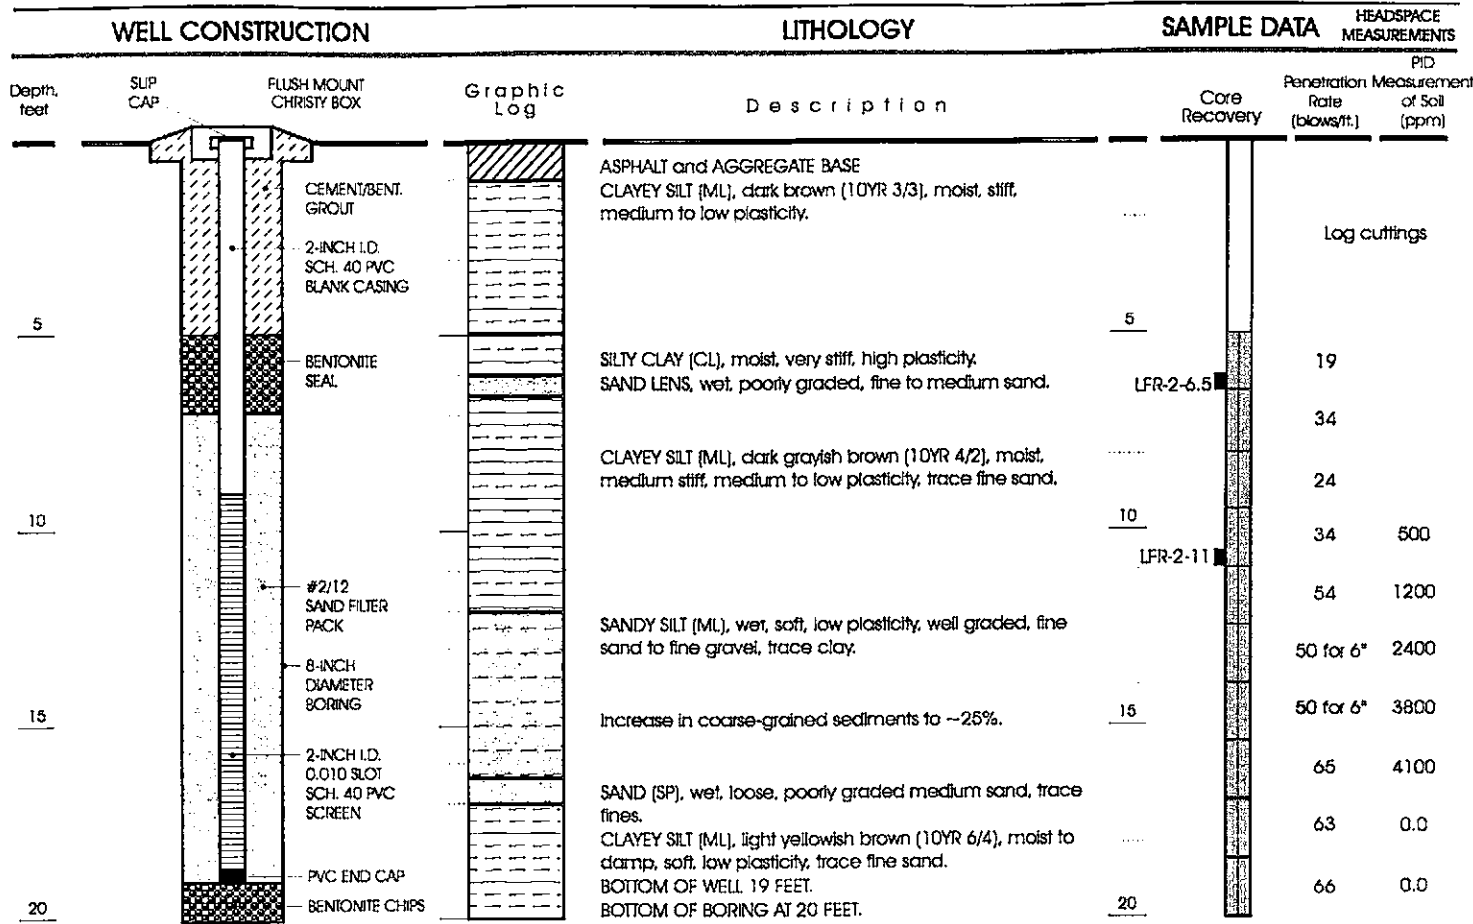 WELL CONSTRUCTION
LITHOLOGY
SAMPLE DATA
HEADSPACE
MEASUREMENTS
Depth,
feet
SLIP
CAP
FLUSH MOUNT
CHRISTY BOX
Graphic
Log
Description
Core
Recovery
Penetration
Rate
(blows/ft.)
PID
Measurement
of Soil
(ppm)
CEMENT/BENT.
GROUT
2-INCH I.D.
SCH. 40 PVC
BLANK CASING
BENTONITE
SEAL
#2/12
SAND FILTER
PACK
8-INCH
DIAMETER
BORING
2-INCH I.D.
0.010 SLOT
SCH. 40 PVC
SCREEN
PVC END CAP
BENTONITE CHIPS
5
10
15
20
ASPHALT and AGGREGATE BASE
CLAYEY SILT (ML), dark brown (10YR 3/3), moist, stiff,
medium to low plasticity.
SILTY CLAY (CL), moist, very stiff, high plasticity.
SAND LENS, wet, poorly graded, fine to medium sand.
CLAYEY SILT (ML), dark grayish brown (10YR 4/2), moist,
medium stiff, medium to low plasticity, trace fine sand.
SANDY SILT (ML), wet, soft, low plasticity, well graded, fine
sand to fine gravel, trace clay.
Increase in coarse-grained sediments to ~25%.
SAND (SP), wet, loose, poorly graded medium sand, trace
fines.
CLAYEY SILT (ML), light yellowish brown (10YR 6/4), moist to
damp, soft, low plasticity, trace fine sand.
BOTTOM OF WELL 19 FEET.
BOTTOM OF BORING AT 20 FEET.
5
10
15
20
LFR-2-6.5
LFR-2-11
Log cuttings
19
34
24
34 500
54 1200
50 for 6" 2400
50 for 6" 3800
65 4100
63 0.0
66 0.0